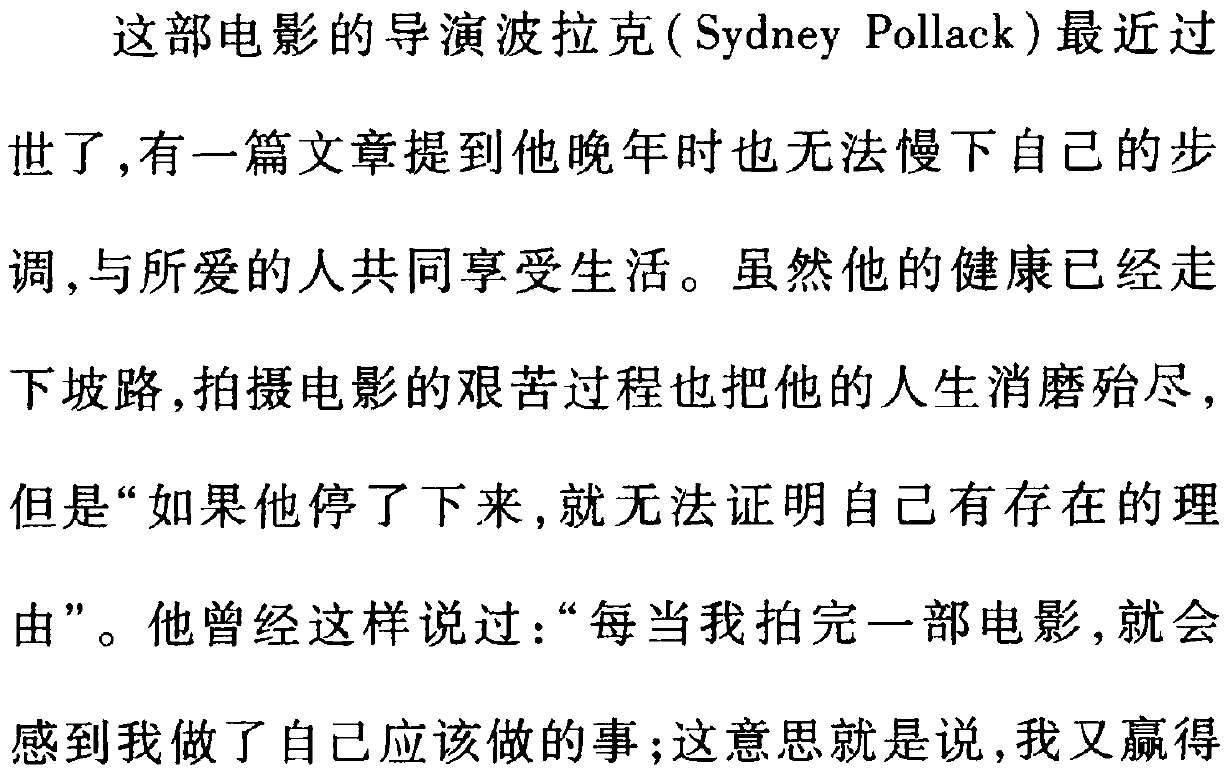 这部电影的导演波拉克(Sydney Pollack)最近过
世了,有一篇文章提到他晚年时也无法慢下自己的步
调,与所爱的人共同享受生活。虽然他的健康已经走
下坡路,拍摄电影的艰苦过程也把他的人生消磨殆尽,
但是“如果他停了下来,就无法证明自己有存在的理
由”。他曾经这样说过:“每当我拍完一部电影,就会
感到我做了自己应该做的事;这意思就是说,我又赢得